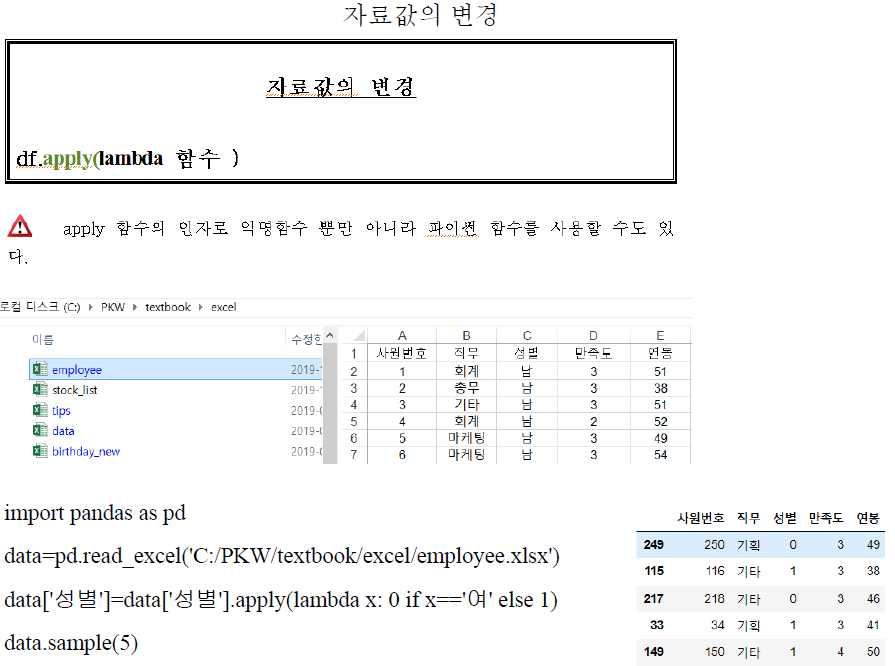 자료값의 변경
자료값의 변경
df.apply(lambda 함수 )
apply 함수의 인자로 익명함수 뿐만 아니라 파이썬 함수를 사용할 수도 있
다.
로컬 디스크 (C:) PKW textbook excel
이름 수정한
employee 2019-1
stock_list 2019-1
tips 2019-0
data 2019-0
birthday_new 2019-0
A B C D E
1 사원번호 직무 성별 만족도 연봉
2 1 회계 남 3 51
3 2 총무 남 3 38
4 3 기타 남 3 51
5 4 회계 남 2 52
6 5 마케팅 남 3 49
7 6 마케팅 남 3 54
import pandas as pd
data=pd.read_excel('C:/PKW/textbook/excel/employee.xlsx')
data['성별']=data['성별'].apply(lambda x: 0 if x=='여' else 1)
data.sample(5)
사원번호 직무 성별 만족도 연봉
249 250 기획 0 3 49
115 116 기타 1 3 38
217 218 기타 0 3 46
33 34 기획 1 3 41
149 150 기타 1 4 50